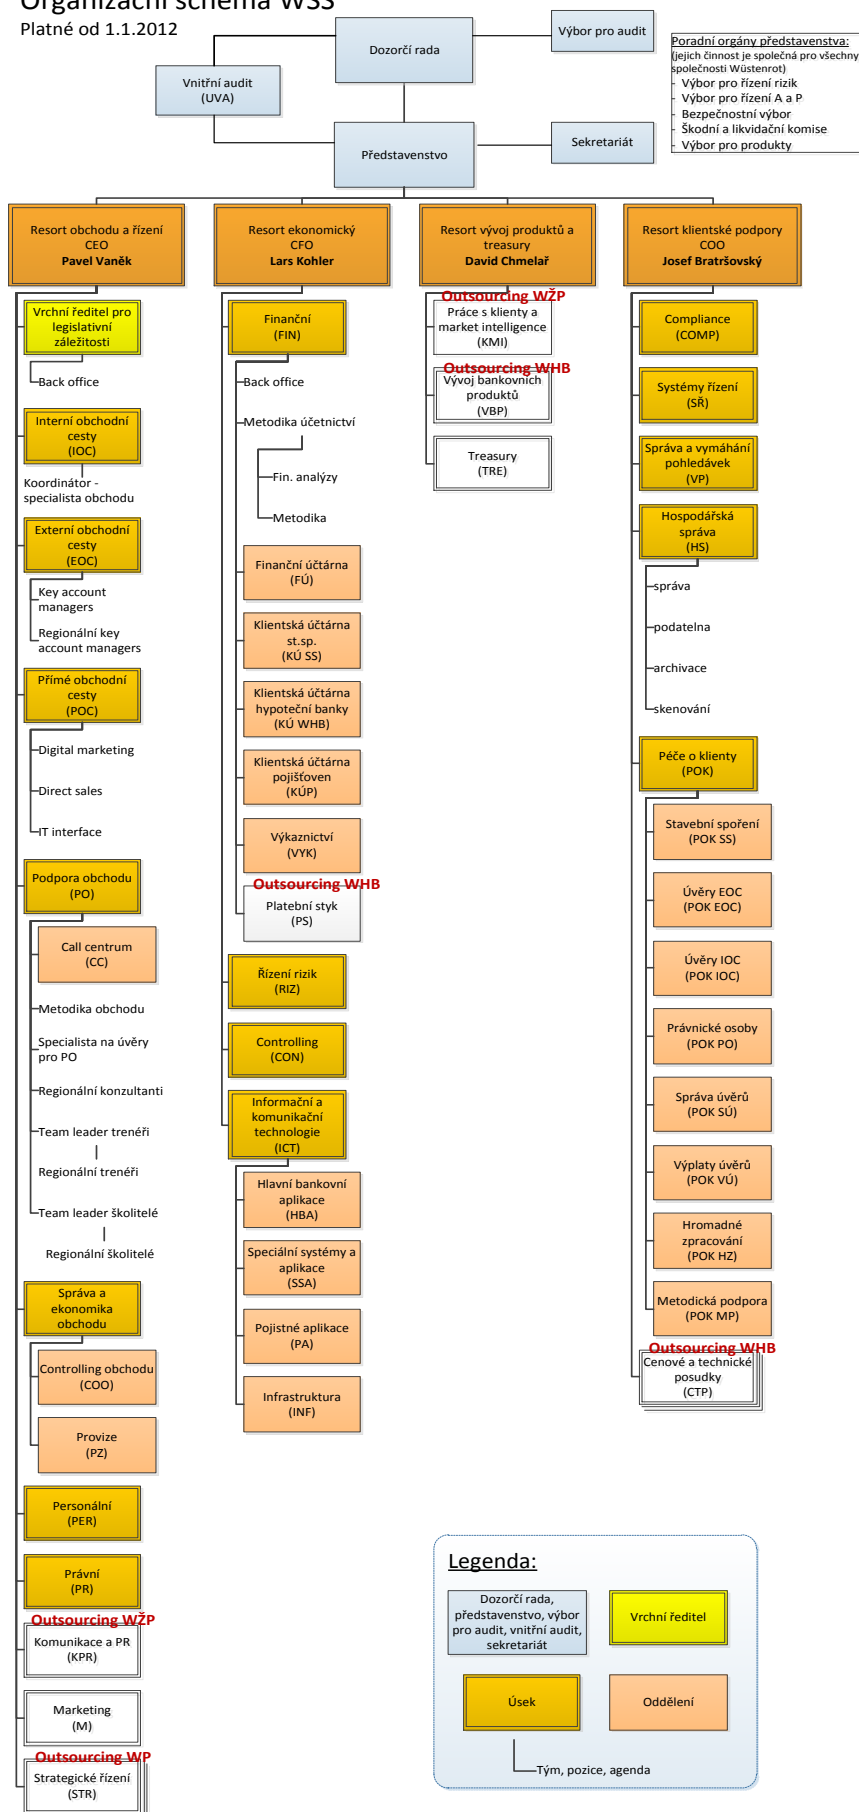 Organizační schéma WSS
Platné od 1.1.2012
Dozorčí rada
Výbor pro audit
Vnitřní audit
(UVA)
Představenstvo
Sekretariát
Poradní orgány představenstva:
(jejich činnost je společná pro všechny
společnosti Wüstenrot)
- Výbor pro řízení rizik
- Výbor pro řízení A a P
- Bezpečnostní výbor
- Škodní a likvidační komise
- Výbor pro produkty
Resort obchodu a řízení
CEO
Pavel Vaněk
Vrchní ředitel pro
legislativní
záležitosti
Back office
Interní obchodní
cesty
(IOC)
Koordinátor -
specialista obchodu
Externí obchodní
cesty
(EOC)
Key account
managers
Regionální key
account managers
Přímé obchodní
cesty
(POC)
Digital marketing
Direct sales
IT interface
Podpora obchodu
(PO)
Call centrum
(CC)
Metodika obchodu
Specialista na úvěry
pro PO
Regionální konzultanti
Team leader trenéři
Regionální trenéři
Team leader školitelé
Regionální školitelé
Správa a
ekonomika
obchodu
Controlling obchodu
(COO)
Provize
(PZ)
Personální
(PER)
Právní
(PR)
Outsourcing WŽP
Komunikace a PR
(KPR)
Marketing
(M)
Outsourcing WP
Strategické řízení
(STR)
Resort ekonomický
CFO
Lars Kohler
Finanční
(FIN)
Back office
Metodika účetnictví
Fin. analýzy
Metodika
Finanční účtárna
(FÚ)
Klientská účtárna
st.sp.
(KÚ SS)
Klientská účtárna
hypoteční banky
(KÚ WHB)
Klientská účtárna
pojišťoven
(KÚP)
Výkaznictví
(VYK)
Outsourcing WHB
Platební styk
(PS)
Řízení rizik
(RIZ)
Controlling
(CON)
Informační a
komunikační
technologie
(ICT)
Hlavní bankovní
aplikace
(HBA)
Speciální systémy a
aplikace
(SSA)
Pojistné aplikace
(PA)
Infrastruktura
(INF)
Resort vývoj produktů a
treasury
David Chmelař
Outsourcing WŽP
Práce s klienty a
market intelligence
(KMI)
Outsourcing WHB
Vývoj bankovních
produktů
(VBP)
Treasury
(TRE)
Resort klientské podpory
COO
Josef Bratršovský
Compliance
(COMP)
Systémy řízení
(SŘ)
Správa a vymáhání
pohledávek
(VP)
Hospodářská
správa
(HS)
správa
podatelna
archivace
skenování
Péče o klienty
(POK)
Stavební spoření
(POK SS)
Úvěry EOC
(POK EOC)
Úvěry IOC
(POK IOC)
Právnické osoby
(POK PO)
Správa úvěrů
(POK SÚ)
Výplaty úvěrů
(POK VÚ)
Hromadné
zpracování
(POK HZ)
Metodická podpora
(POK MP)
Outsourcing WHB
Cenové a technické
posudky
(CTP)
Legenda:
Dozorčí rada,
představenstvo, výbor
pro audit, vnitřní audit,
sekretariát
Vrchní ředitel
Úsek
Oddělení
Tým, pozice, agenda